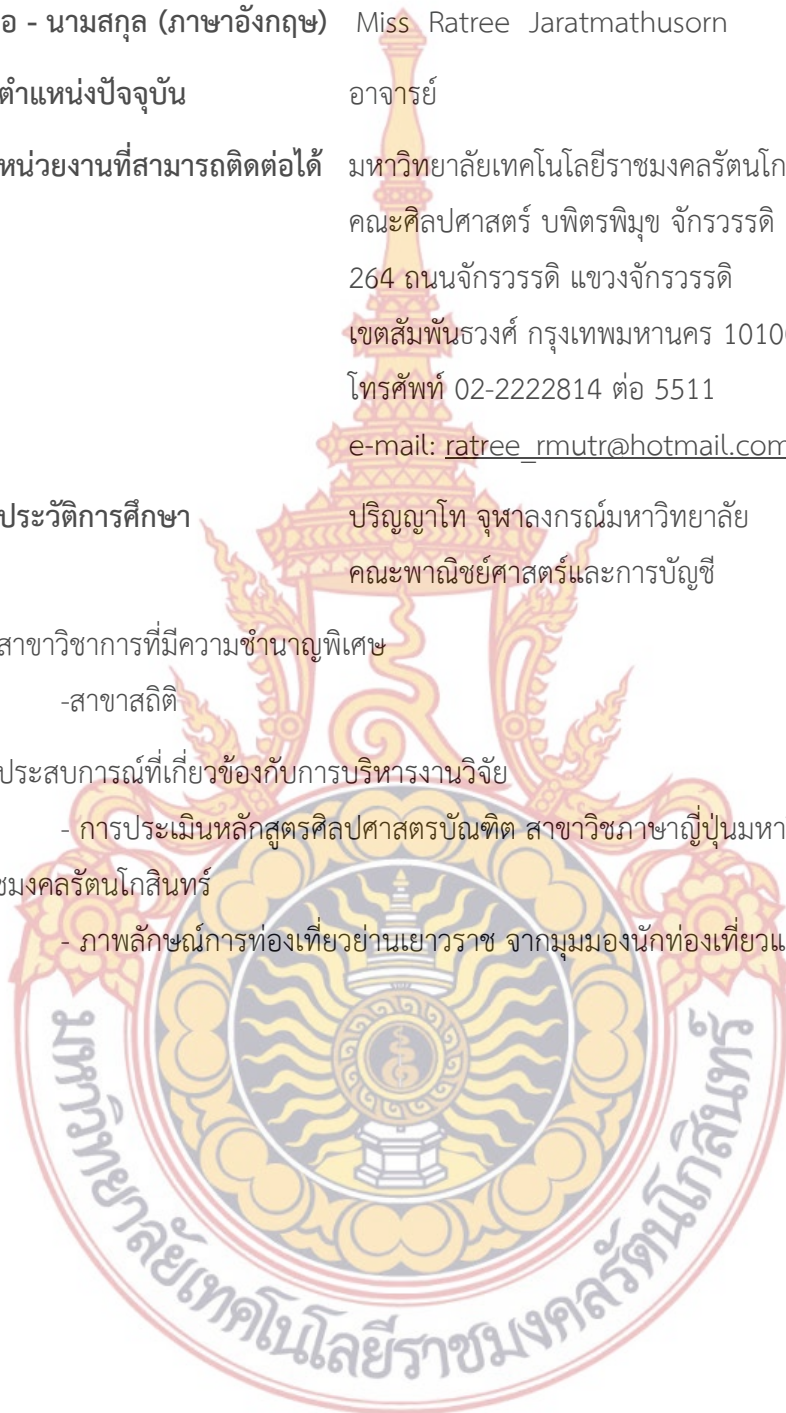 อ - นามสกุล (ภาษาอังกฤษ) Miss Ratree Jaratmathusorn
ตำแหน่งปัจจุบัน อาจารย์
หน่วยงานที่สามารถติดต่อได้ มหาวิทยาลัยเทคโนโลยีราชมงคลรัตนโก
คณะศิลปศาสตร์ บพิตรพิมุข จักรวรรดิ
264 ถนนจักรวรรดิ แขวงจักรวรรดิ
เขตสัมพันธวงศ์ กรุงเทพมหานคร 10100
โทรศัพท์ 02-2222814 ต่อ 5511
e-mail: ratree_rmutr@hotmail.com
ประวัติการศึกษา ปริญญาโท จุฬาลงกรณ์มหาวิทยาลัย
คณะพาณิชย์ศาสตร์และการบัญชี
สาขาวิชาการที่มีความชำนาญพิเศษ
-สาขาสถิติ
ประสบการณ์ที่เกี่ยวข้องกับการบริหารงานวิจัย
- การประเมินหลักสูตรศิลปศาสตรบัณฑิต สาขาวิชภาษาญี่ปุ่นมหา
ชมงคลรัตนโกสินทร์
- ภาพลักษณ์การท่องเที่ยวย่านเยาวราช จากมุมมองนักท่องเที่ยวแ
มหาวิทยาลัยเทคโนโลยีราชมงคลรัตนโกสินทร์